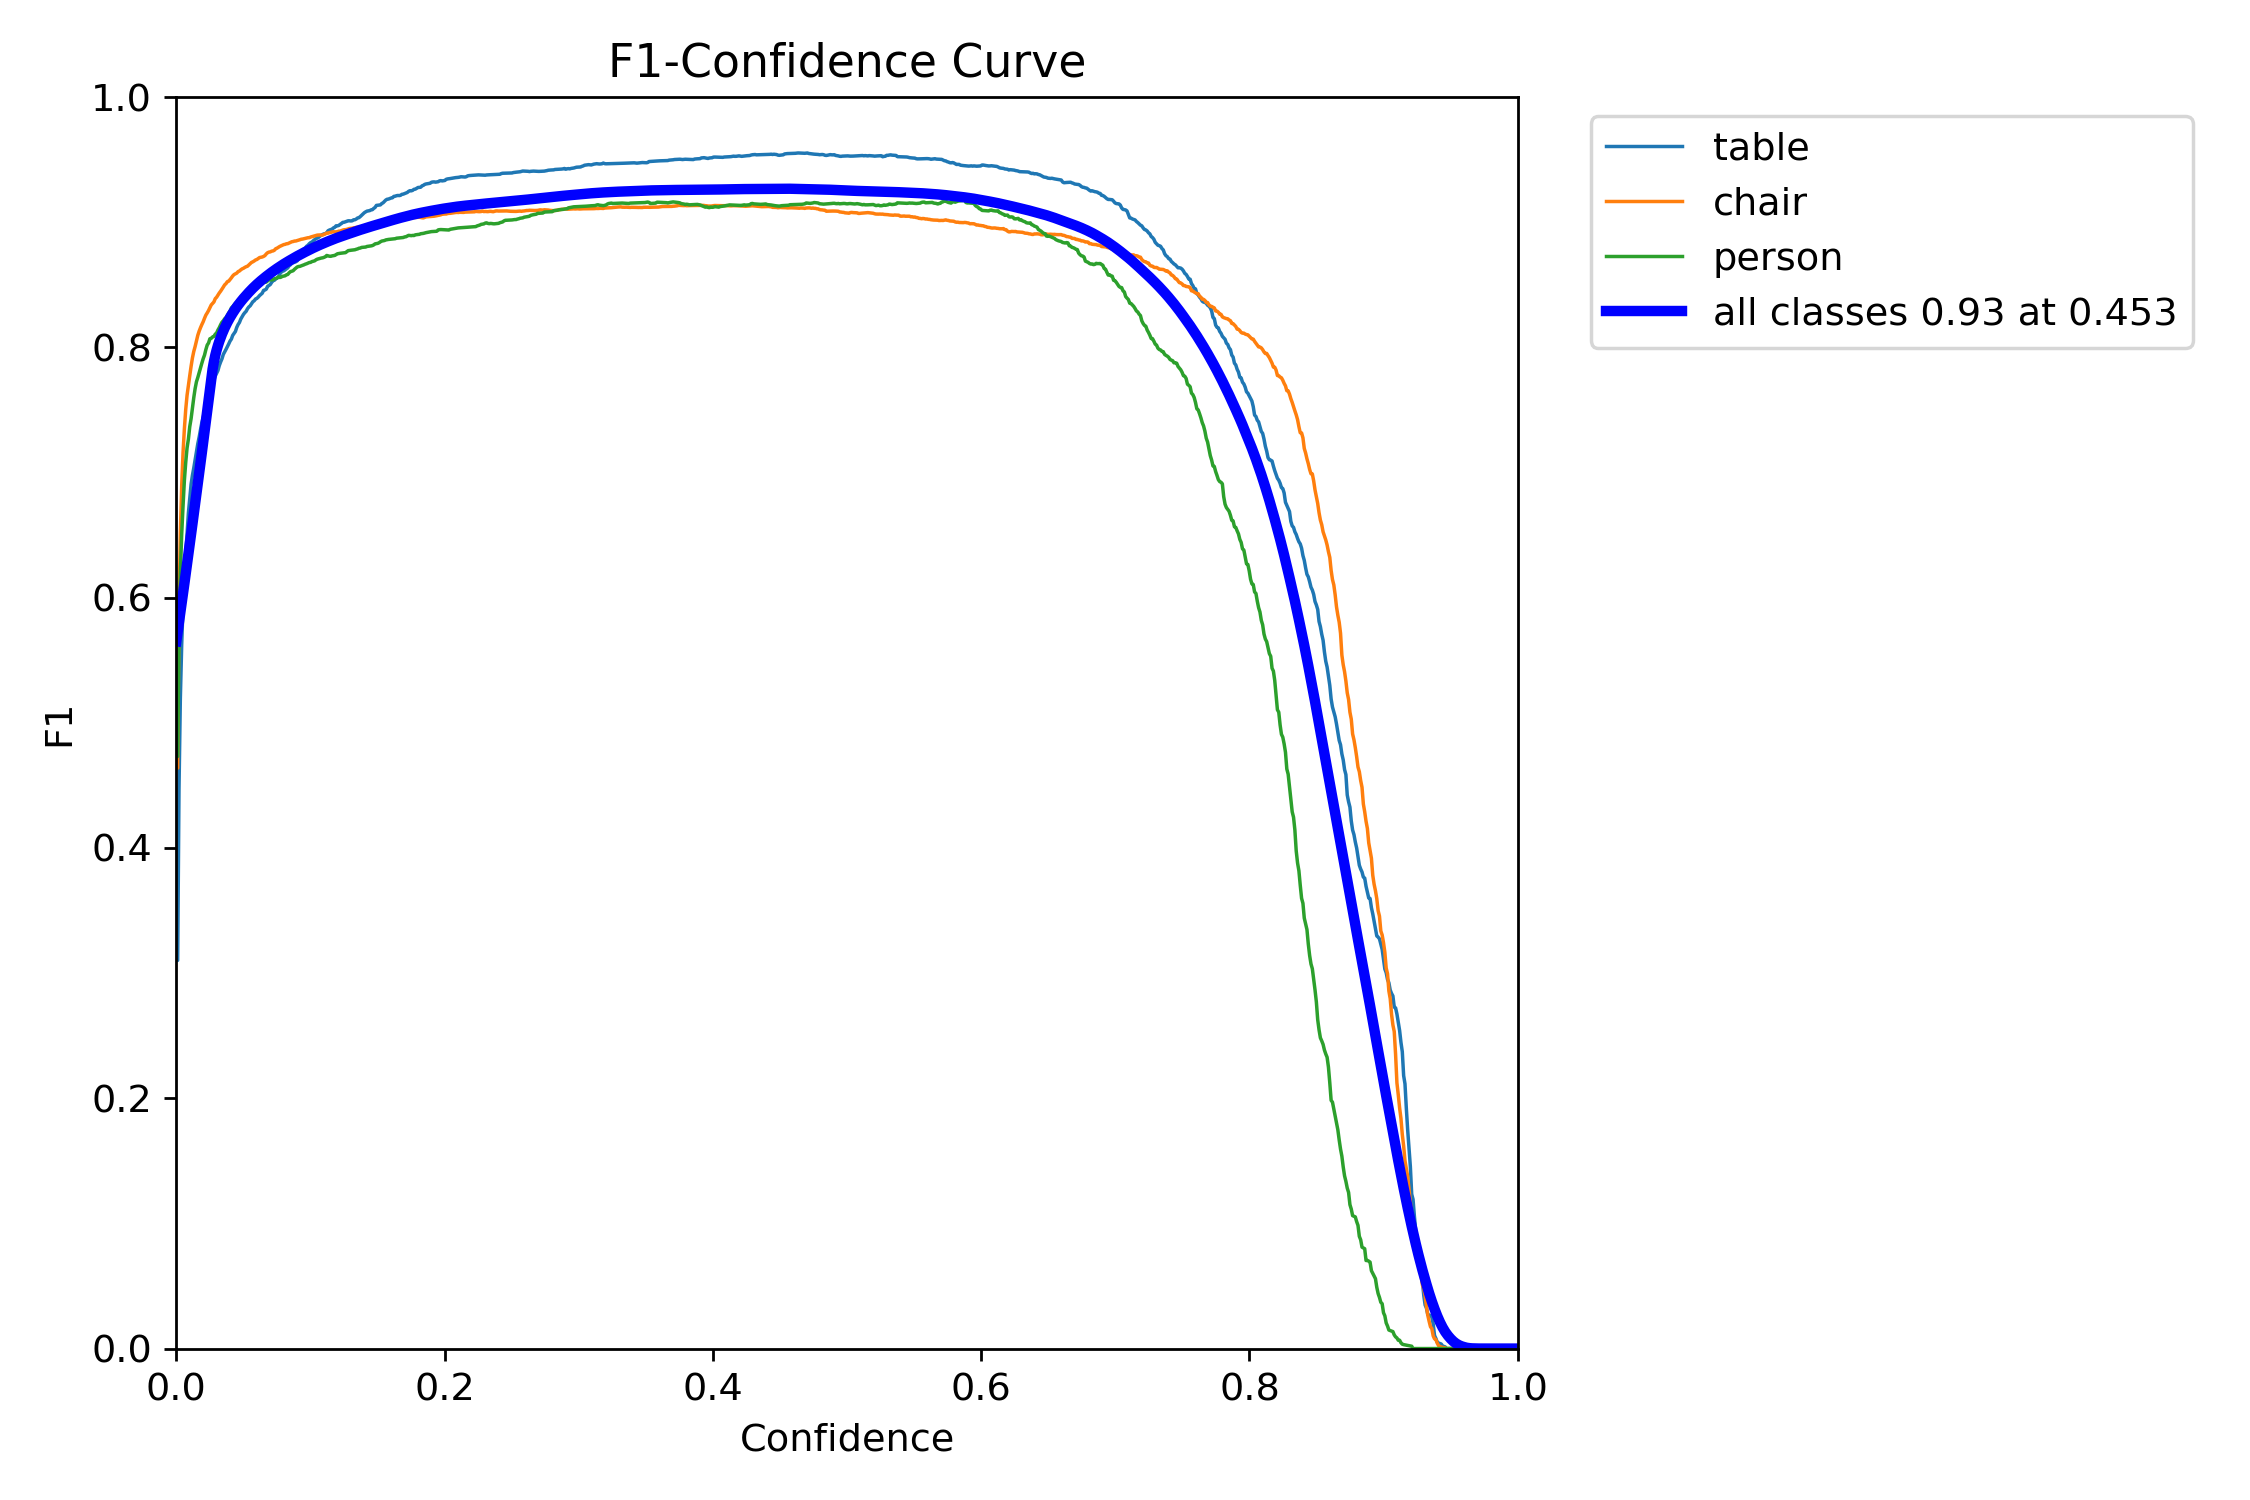 F1-Confidence Curve
1.0
0.8
0.6
0.4
0.2
0.0
F1
0.0 0.2 0.4 0.6 0.8 1.0
Confidence
table
chair
person
all classes 0.93 at 0.453